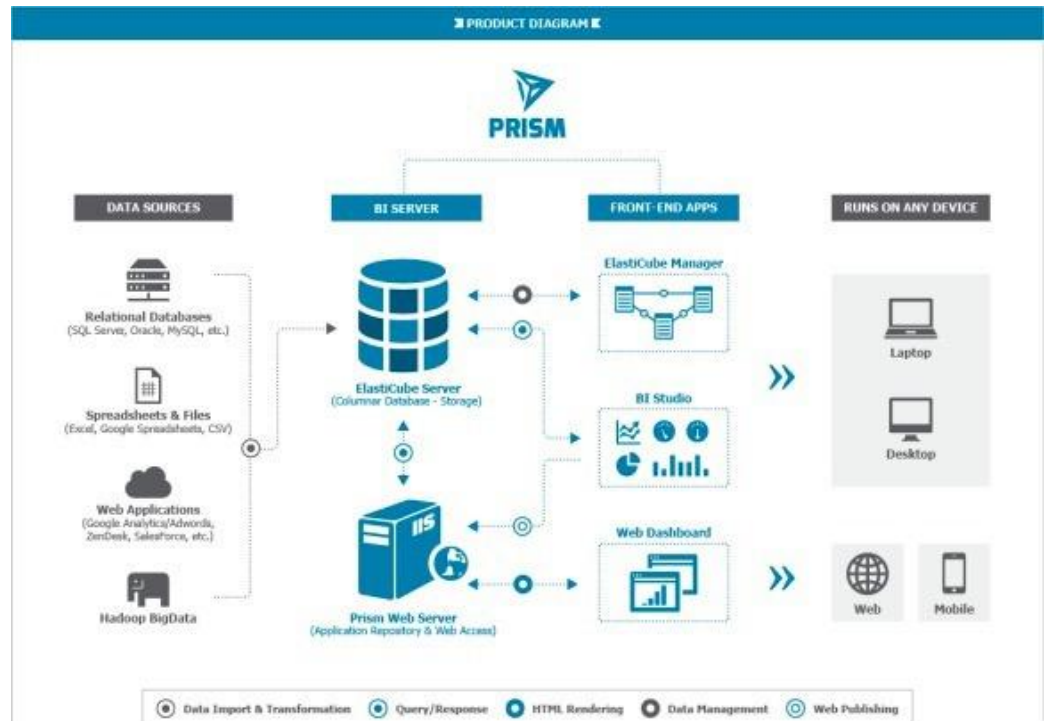 PRODUCT DIAGRAM
PRISM
DATA SOURCES
BI SERVER
FRONT-END APPS
RUNS ON ANY DEVICE
Relational Databases
(SQL Server, Oracle, MySQL, etc.)
Spreadsheets & Files
(Excel, Google Spreadsheets, CSV)
Web Applications
(Google Analytics/Adwords,
ZenDesk, SalesForce, etc.)
Hadoop BigData
ElastiCube Server
(Columnar Database - Storage)
IIS
Prism Web Server
(Application Repository & Web Access)
ElastiCube Manager
BI Studio
Web Dashboard
Laptop
Desktop
Web
Mobile
Data Import & Transformation
Query/Response
HTML Rendering
Data Management
Web Publishing